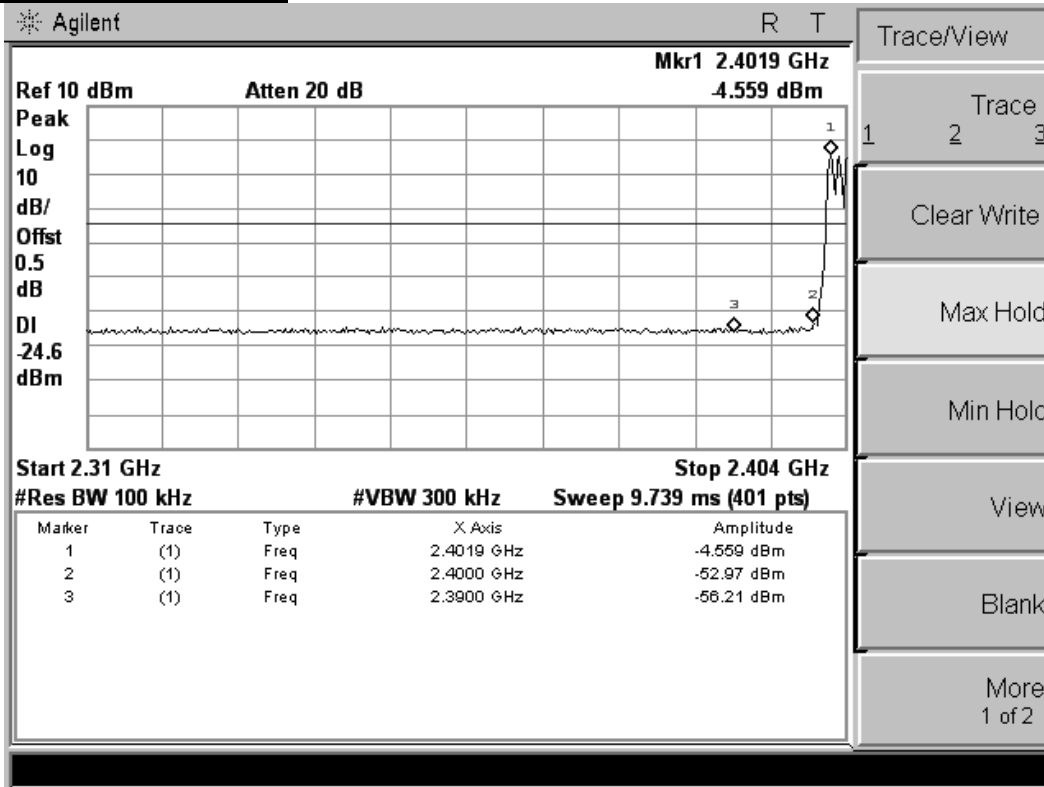 Agilent R T
Mkr1 2.4019 GHz
Ref 10 dBm Atten 20 dB -4.559 dBm
Peak
Log
10
dB/
Offst
0.5
dB
DI
-24.6
dBm
1
2
3
Start 2.31 GHz Stop 2.404 GHz
#Res BW 100 kHz #VBW 300 kHz Sweep 9.739 ms (401 pts)
Marker Trace Type X Axis Amplitude
1 (1) Freq 2.4019 GHz -4.559 dBm
2 (1) Freq 2.4000 GHz -52.97 dBm
3 (1) Freq 2.3900 GHz -56.21 dBm
Trace/View
Trace
1 2 3
Clear Write
Max Hold
Min Hold
View
Blank
More
1 of 2